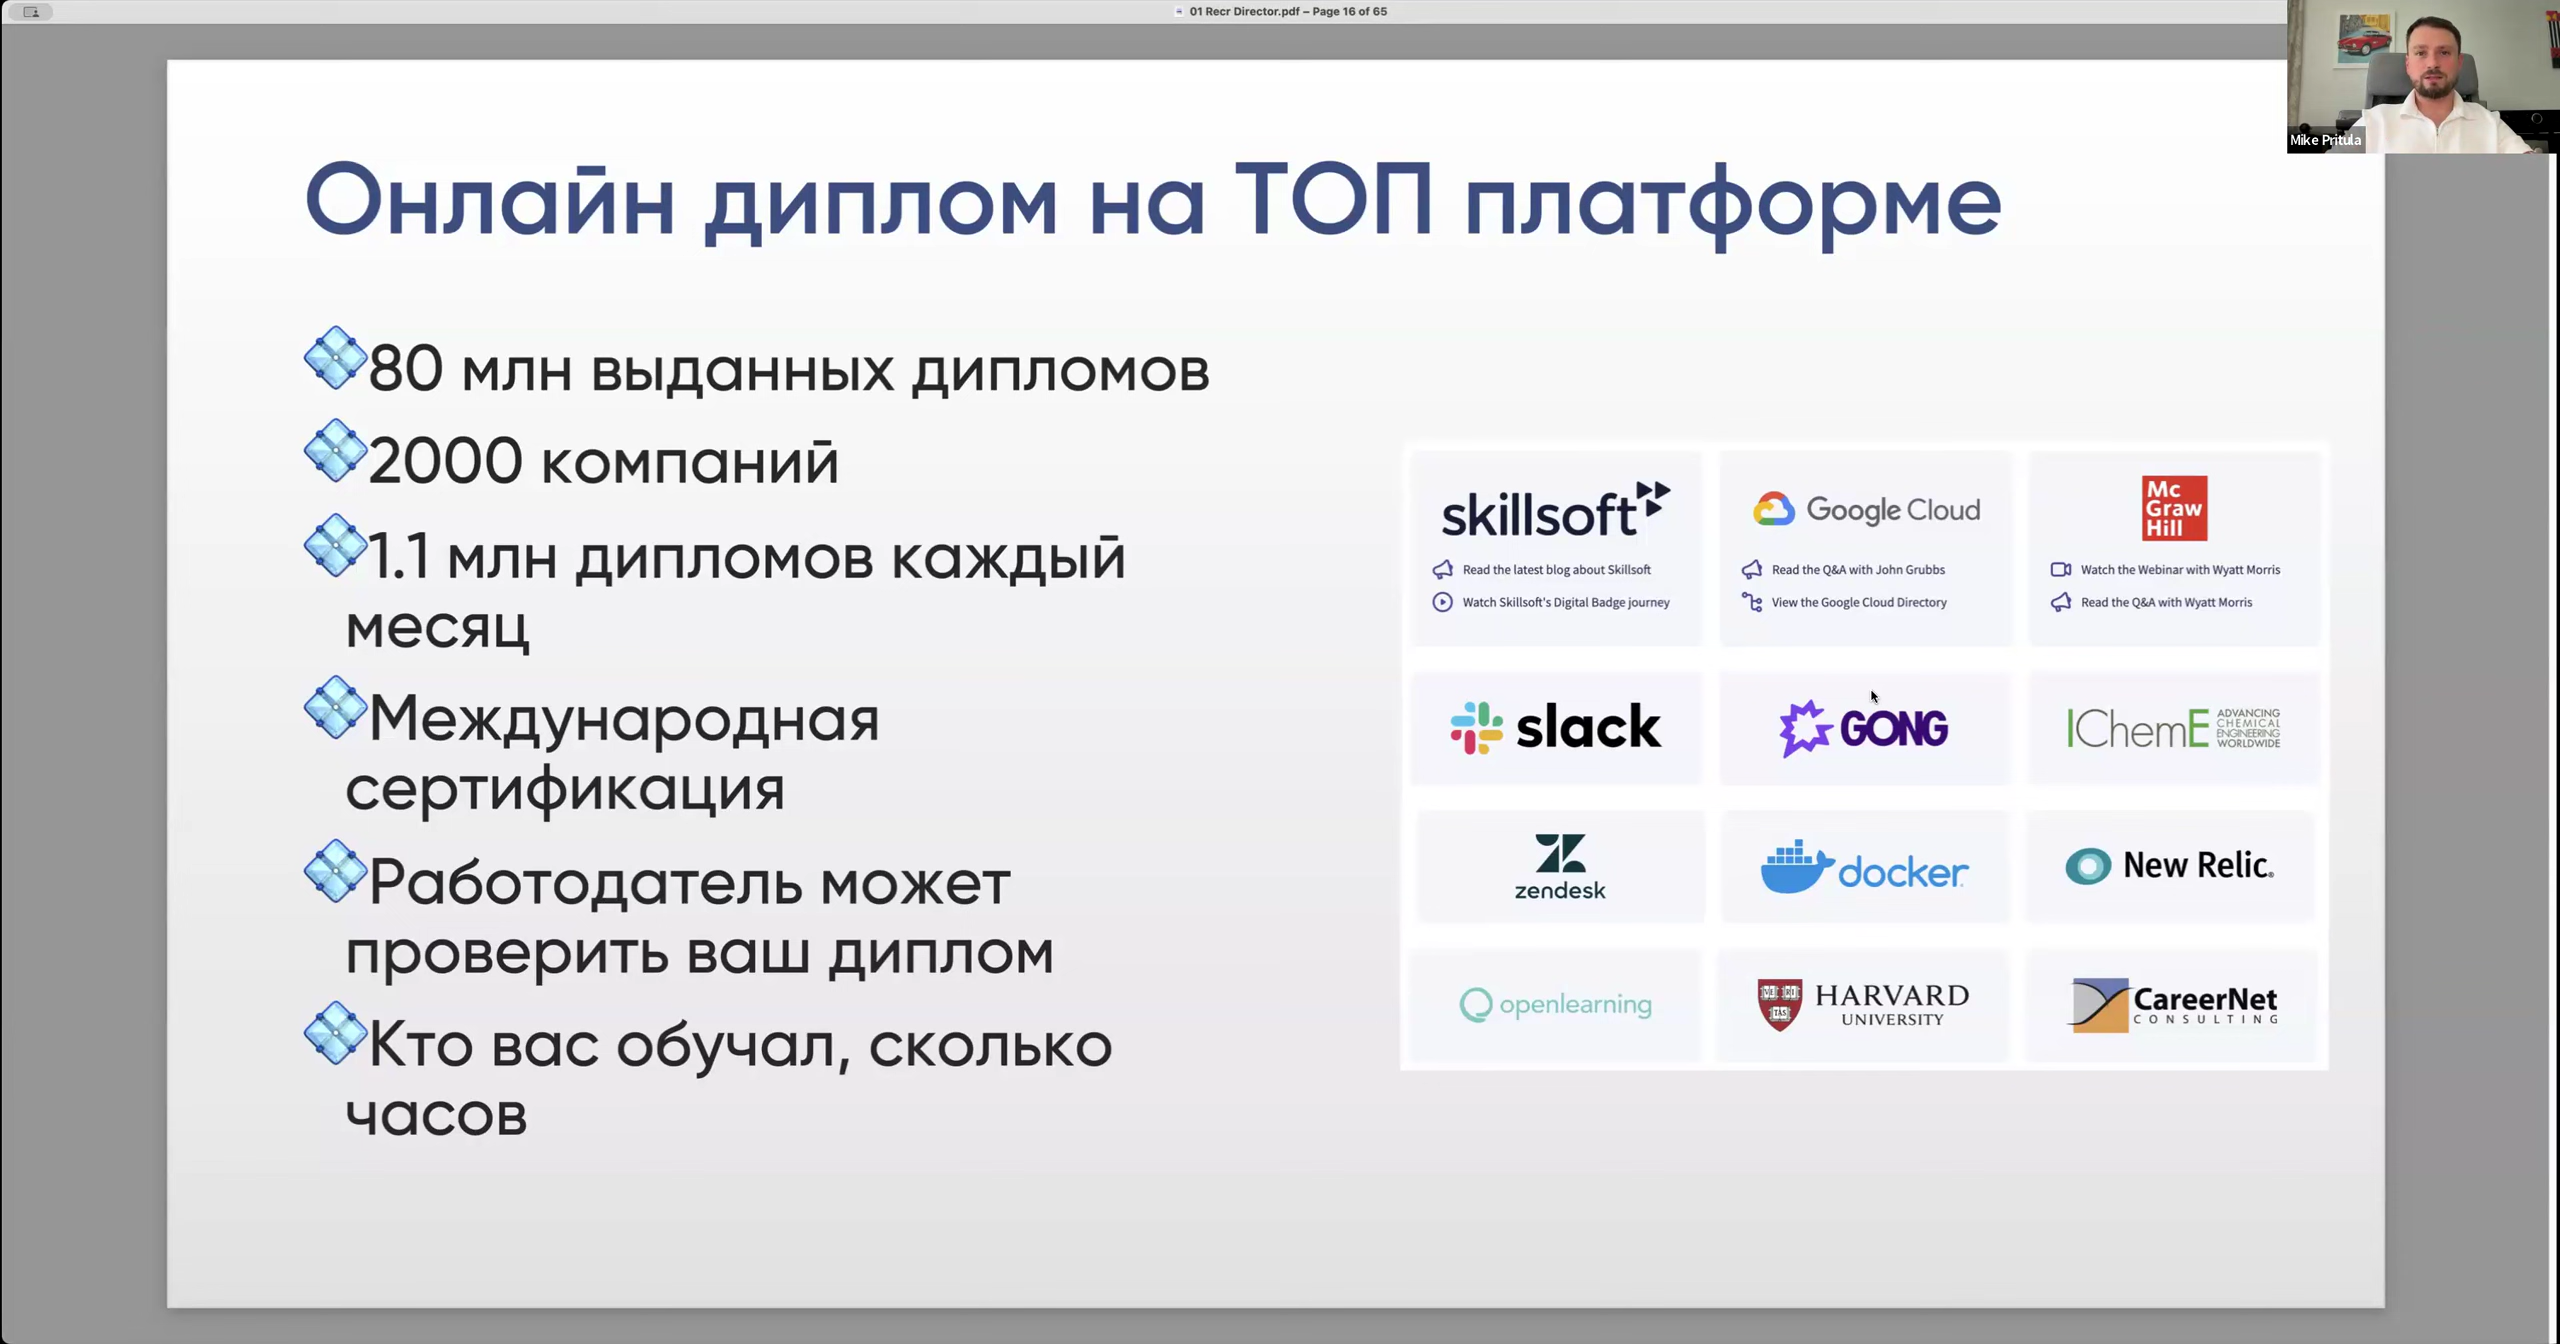 01 Recr Director.pdf – Page 16 of 65
Mike Pritula
Онлайн диплом на ТОП платформе
80 млн выданных дипломов
2000 компаний
1.1 млн дипломов каждый
месяц
Международная
сертификация
Работодатель может
проверить ваш диплом
Кто вас обучал, сколько
часов
skillsoft
Read the latest blog about Skillsoft
Watch Skillsoft's Digital Badge journey
Google Cloud
Read the Q&A with John Grubbs
View the Google Cloud Directory
Mc
Graw
Hill
Watch the Webinar with Wyatt Morris
Read the Q&A with Wyatt Morris
slack
GONG
IChemE
ADVANCING
CHEMICAL
ENGINEERING
WORLDWIDE
zendesk
docker
New Relic
openlearning
VE RI
TAS
HARVARD
UNIVERSITY
CareerNet
CONSULTING